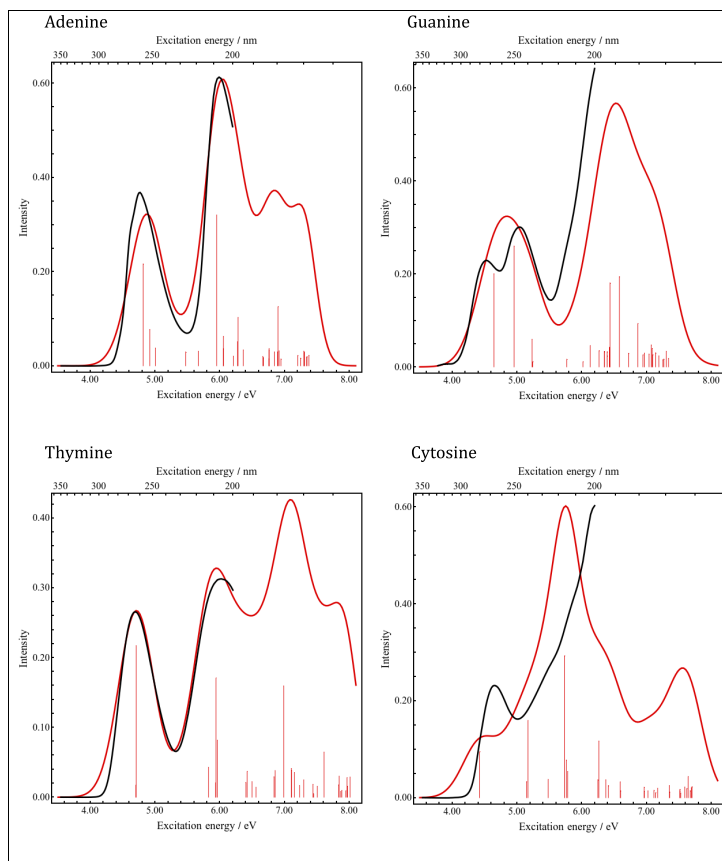 Adenine
Excitation energy / nm
350 300 250 200
Intensity
0.60
0.40
0.20
0.00
4.00 5.00 6.00 7.00 8.00
Excitation energy / eV
Guanine
Excitation energy / nm
350 300 250 200
Intensity
0.60
0.40
0.20
0.00
4.00 5.00 6.00 7.00 8.00
Excitation energy / eV
Thymine
Excitation energy / nm
350 300 250 200
Intensity
0.40
0.30
0.20
0.10
0.00
4.00 5.00 6.00 7.00 8.00
Excitation energy / eV
Cytosine
Excitation energy / nm
350 300 250 200
Intensity
0.60
0.40
0.20
0.00
4.00 5.00 6.00 7.00 8.00
Excitation energy / eV